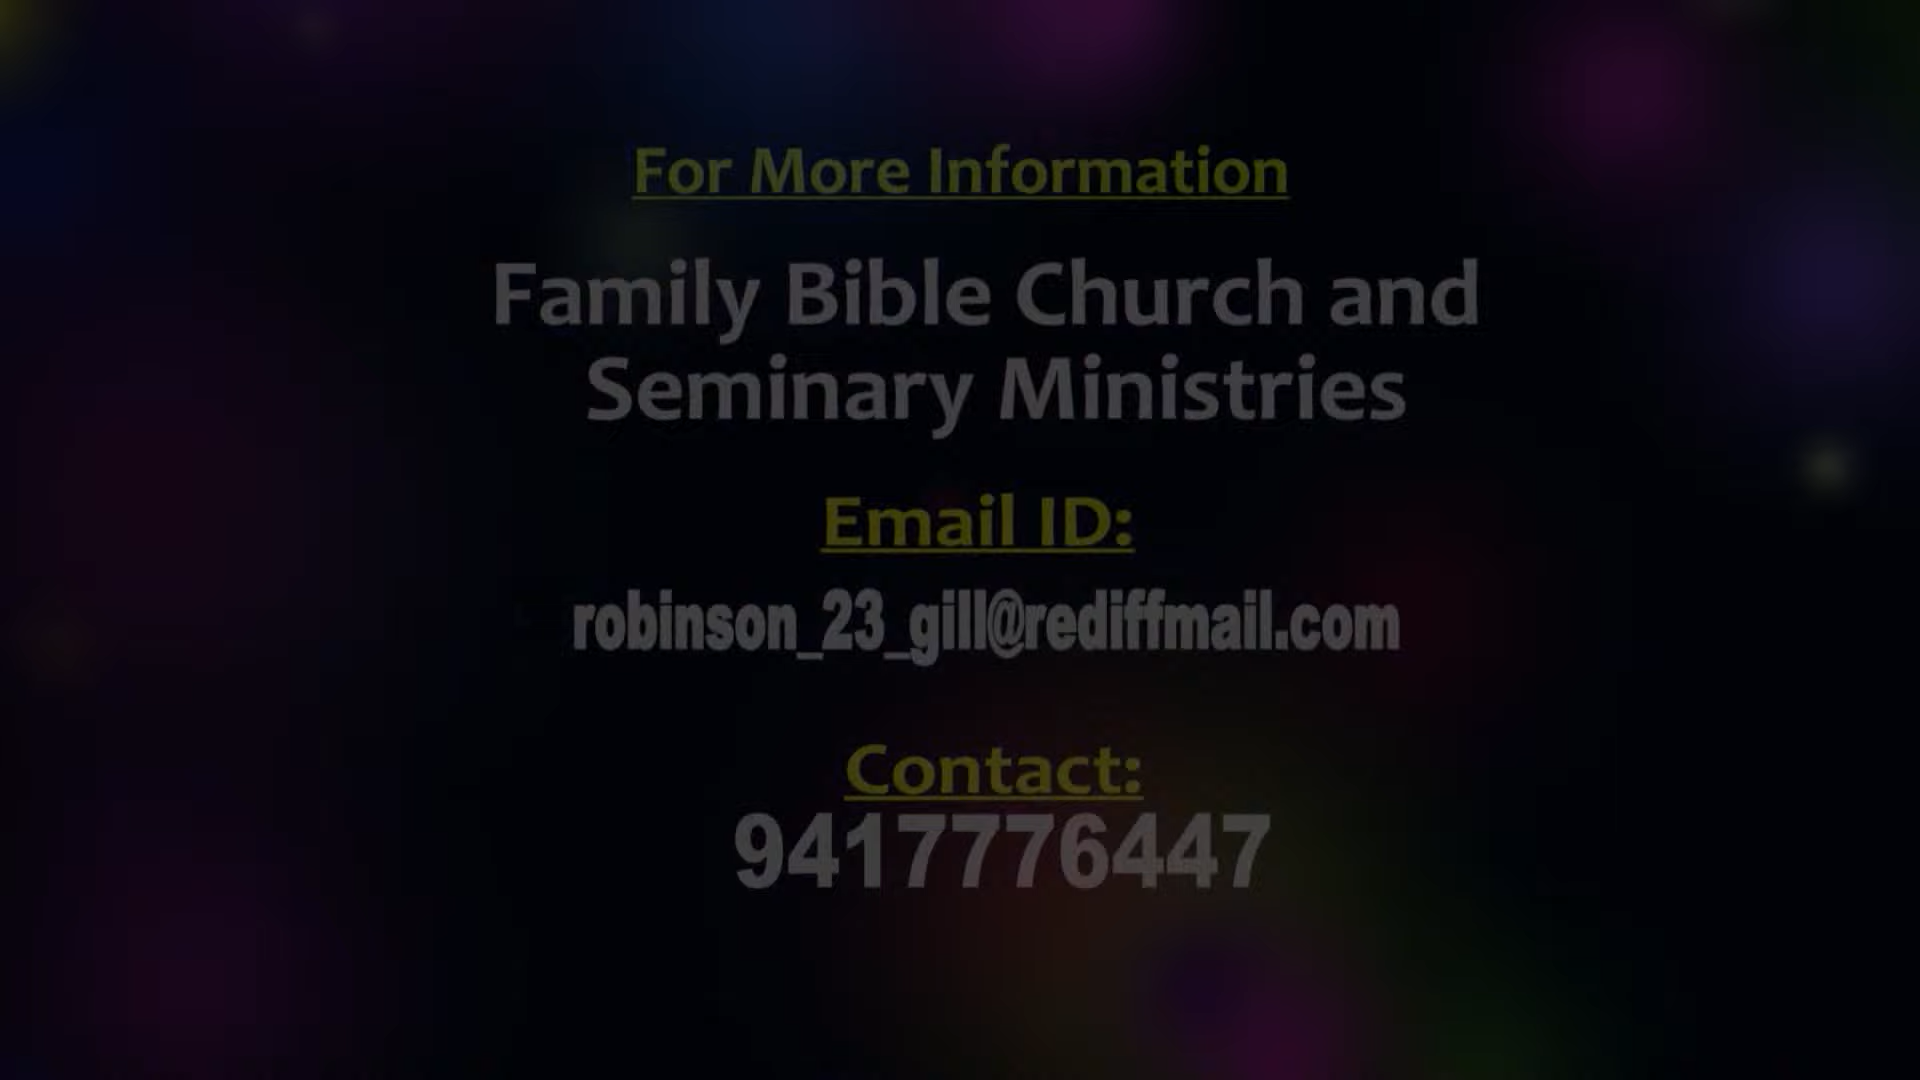 For More Information
Family Bible Church and
Seminary Ministries
Email ID:
robinson_23_gill@rediffmail.com
Contact:
9417776447